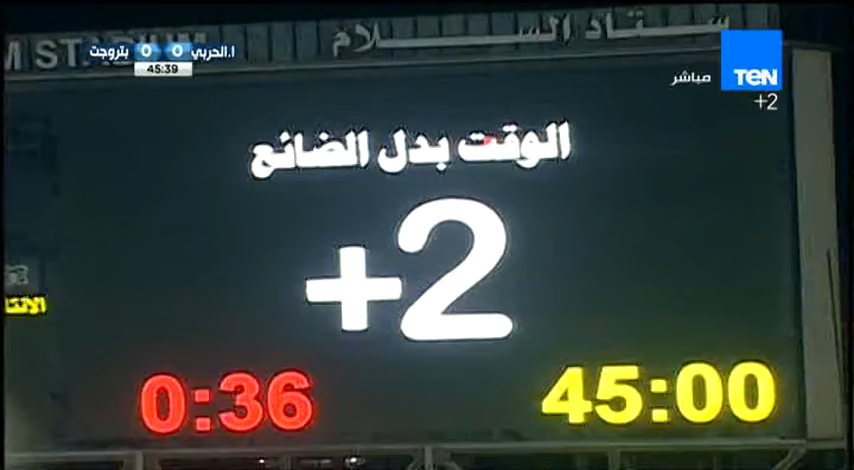 M STADIUM
ستاد الســـــلام
ا.الحربي 0 0 بتروجت
45:39
TEN
مباشر
+2
الوقت بدل الضائع
+2
0:36
45:00